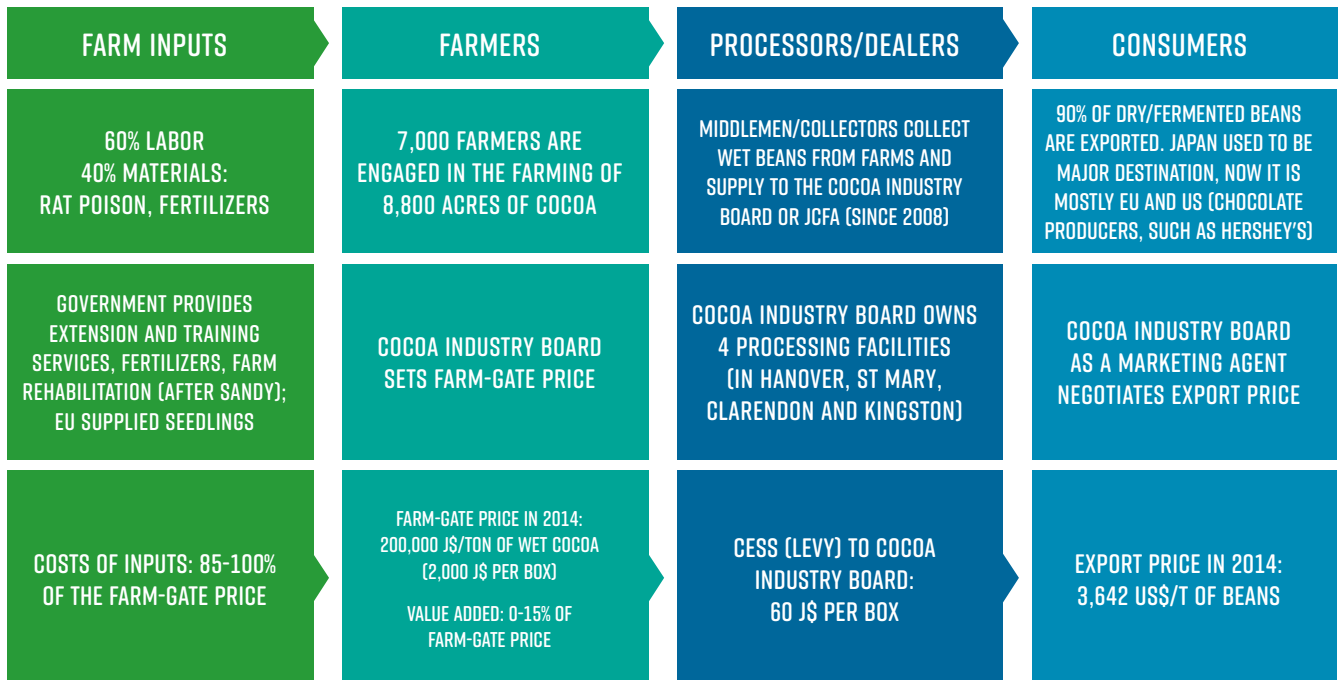 FARM INPUTS
FARMERS
PROCESSORS/DEALERS
CONSUMERS
60% LABOR
40% MATERIALS:
RAT POISON, FERTILIZERS
7,000 FARMERS ARE
ENGAGED IN THE FARMING OF
8,800 ACRES OF COCOA
MIDDLEMEN/COLLECTORS COLLECT
WET BEANS FROM FARMS AND
SUPPLY TO THE COCOA INDUSTRY
BOARD OR JCFA (SINCE 2008)
90% OF DRY/FERMENTED BEANS
ARE EXPORTED. JAPAN USED TO BE
MAJOR DESTINATION, NOW IT IS
MOSTLY EU AND US (CHOCOLATE
PRODUCERS, SUCH AS HERSHEY'S)
GOVERNMENT PROVIDES
EXTENSION AND TRAINING
SERVICES, FERTILIZERS, FARM
REHABILITATION (AFTER SANDY);
EU SUPPLIED SEEDLINGS
COCOA INDUSTRY BOARD
SETS FARM-GATE PRICE
COCOA INDUSTRY BOARD OWNS
4 PROCESSING FACILITIES
(IN HANOVER, ST MARY,
CLARENDON AND KINGSTON)
COCOA INDUSTRY BOARD
AS A MARKETING AGENT
NEGOTIATES EXPORT PRICE
COSTS OF INPUTS: 85-100%
OF THE FARM-GATE PRICE
FARM-GATE PRICE IN 2014:
200,000 J$/TON OF WET COCOA
(2,000 J$ PER BOX)
VALUE ADDED: 0-15% OF
FARM-GATE PRICE
CESS (LEVY) TO COCOA
INDUSTRY BOARD:
60 J$ PER BOX
EXPORT PRICE IN 2014:
3,642 US$/T OF BEANS